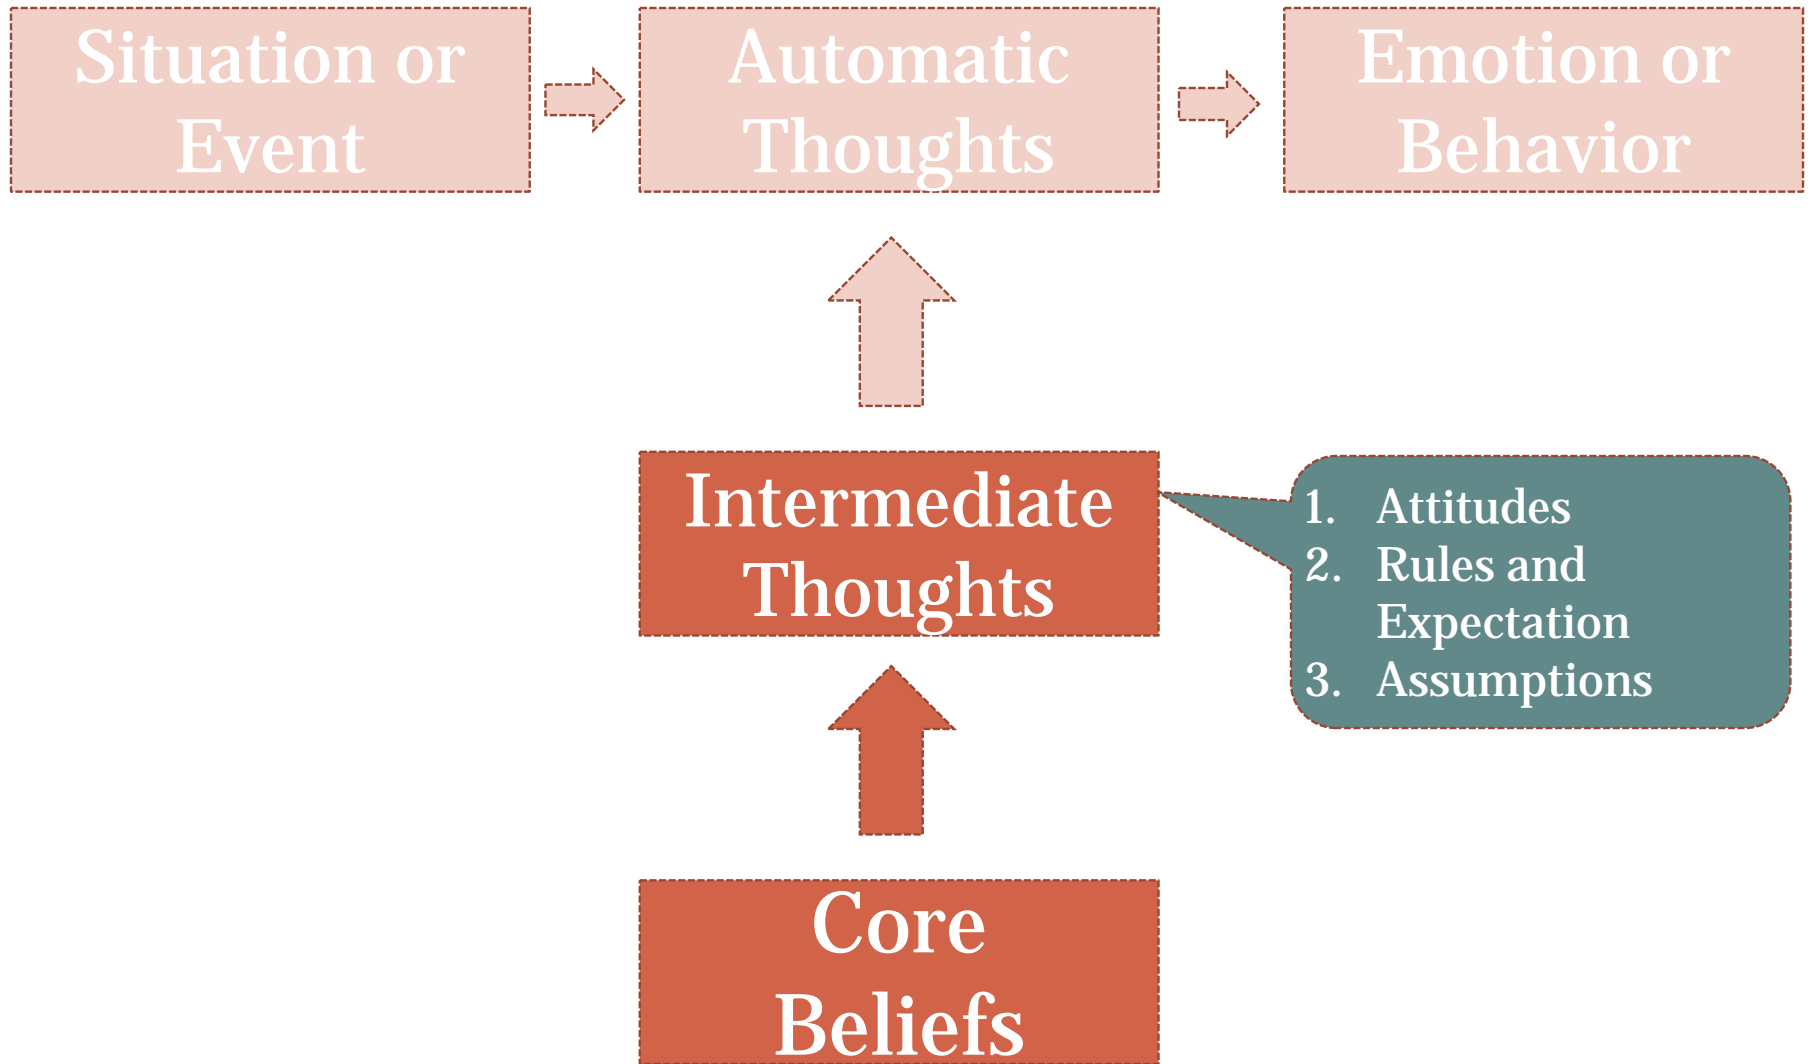 Situation or
Event
Automatic
Thoughts
Emotion or
Behavior
Intermediate
Thoughts
1. Attitudes
2. Rules and
Expectation
3. Assumptions
Core
Beliefs